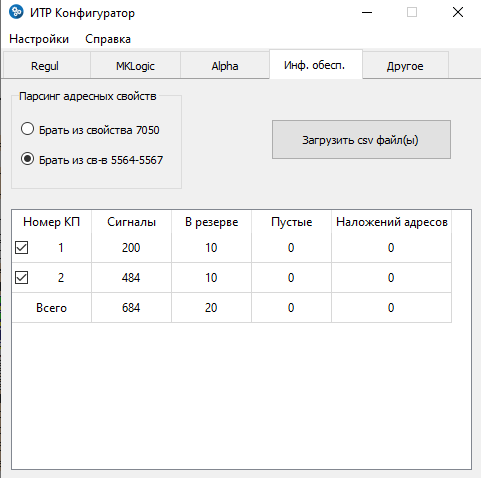 ИТР Конфигуратор
Настройки Справка
Regul MKLogic Alpha Инф. обесп. Другое
Парсинг адресных свойств
Брать из свойства 7050
Брать из св-в 5564-5567
Загрузить csv файл(ы)
Номер КП Сигналы В резерве Пустые Наложений адресов
1 200 10 0 0
2 484 10 0 0
Всего 684 20 0 0